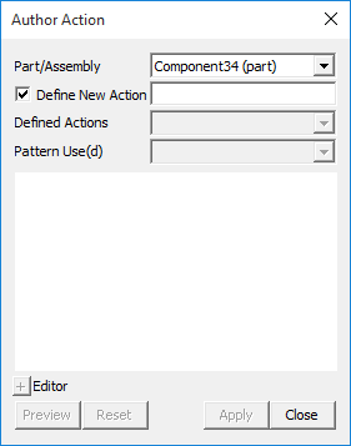 Author Action
Part/Assembly Component34 (part)
Define New Action
Defined Actions
Pattern Use(d)
+ Editor
Preview Reset Apply Close